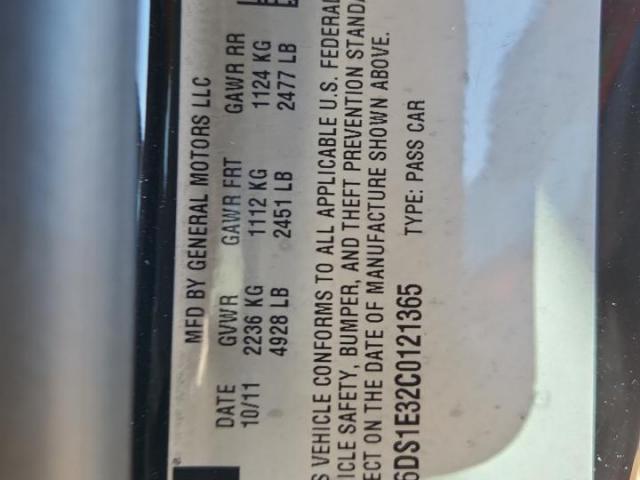 MFD BY GENERAL MOTORS LLC
DATE GVWR GAWR FRT GAWR RR
10/11 2236 KG 1112 KG 1124 KG
4928 LB 2451 LB 2477 LB
S VEHICLE CONFORMS TO ALL APPLICABLE U.S. FEDERAL
ICLE SAFETY, BUMPER, AND THEFT PREVENTION STANDA
ECT ON THE DATE OF MANUFACTURE SHOWN ABOVE.
6DS1E32C0121365 TYPE: PASS CAR